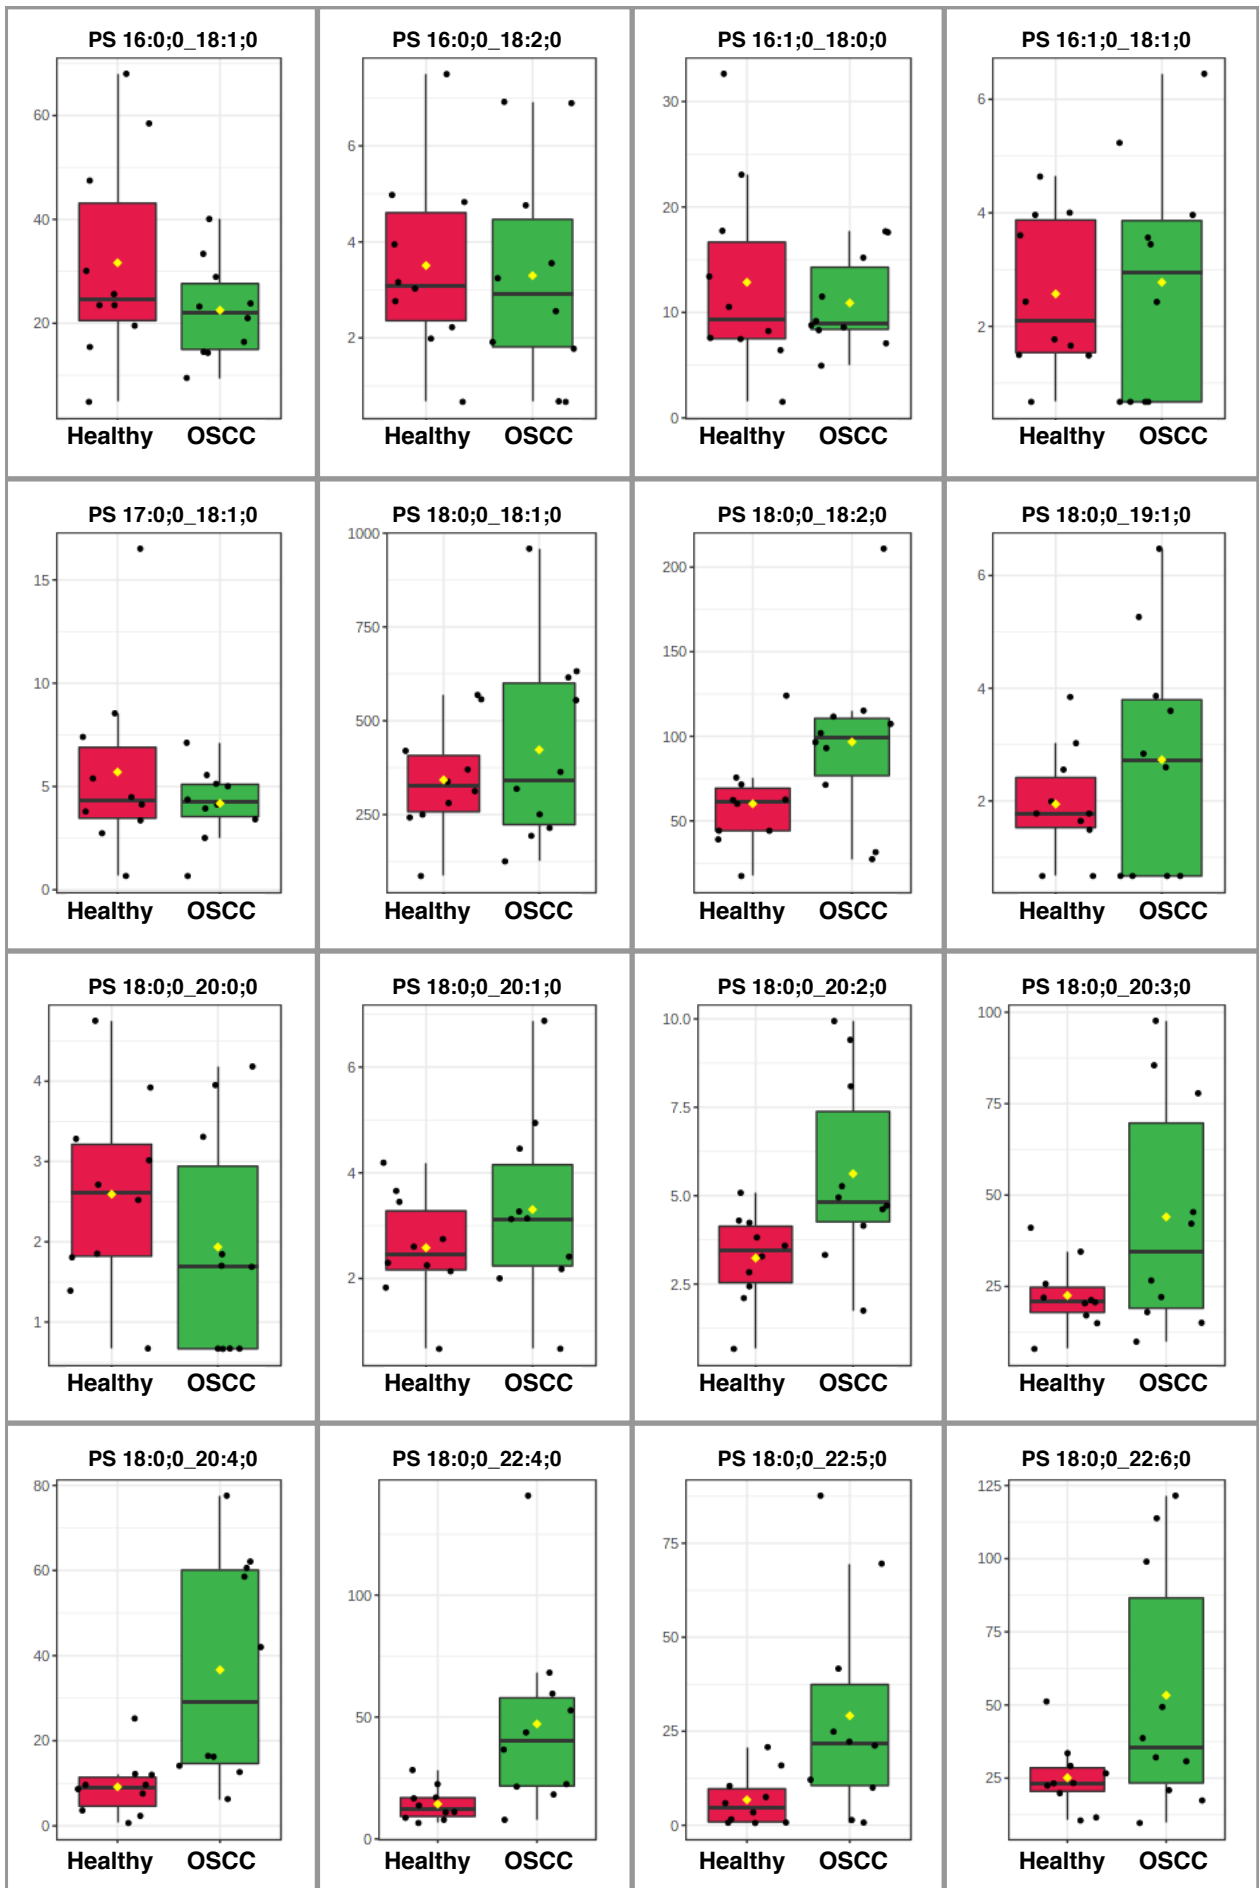 PS 16:0;0_18:1;0
60
40
20
Healthy OSCC
PS 16:0;0_18:2;0
6
4
2
Healthy OSCC
PS 16:1;0_18:0;0
30
20
10
0
Healthy OSCC
PS 16:1;0_18:1;0
6
4
2
Healthy OSCC
PS 17:0;0_18:1;0
15
10
5
0
Healthy OSCC
PS 18:0;0_18:1;0
1000
750
500
250
Healthy OSCC
PS 18:0;0_18:2;0
200
150
100
50
Healthy OSCC
PS 18:0;0_19:1;0
6
4
2
Healthy OSCC
PS 18:0;0_20:0;0
4
3
2
1
Healthy OSCC
PS 18:0;0_20:1;0
6
4
2
Healthy OSCC
PS 18:0;0_20:2;0
10.0
7.5
5.0
2.5
Healthy OSCC
PS 18:0;0_20:3;0
100
75
50
25
Healthy OSCC
PS 18:0;0_20:4;0
80
60
40
20
0
Healthy OSCC
PS 18:0;0_22:4;0
100
50
0
Healthy OSCC
PS 18:0;0_22:5;0
75
50
25
0
Healthy OSCC
PS 18:0;0_22:6;0
125
100
75
50
25
Healthy OSCC